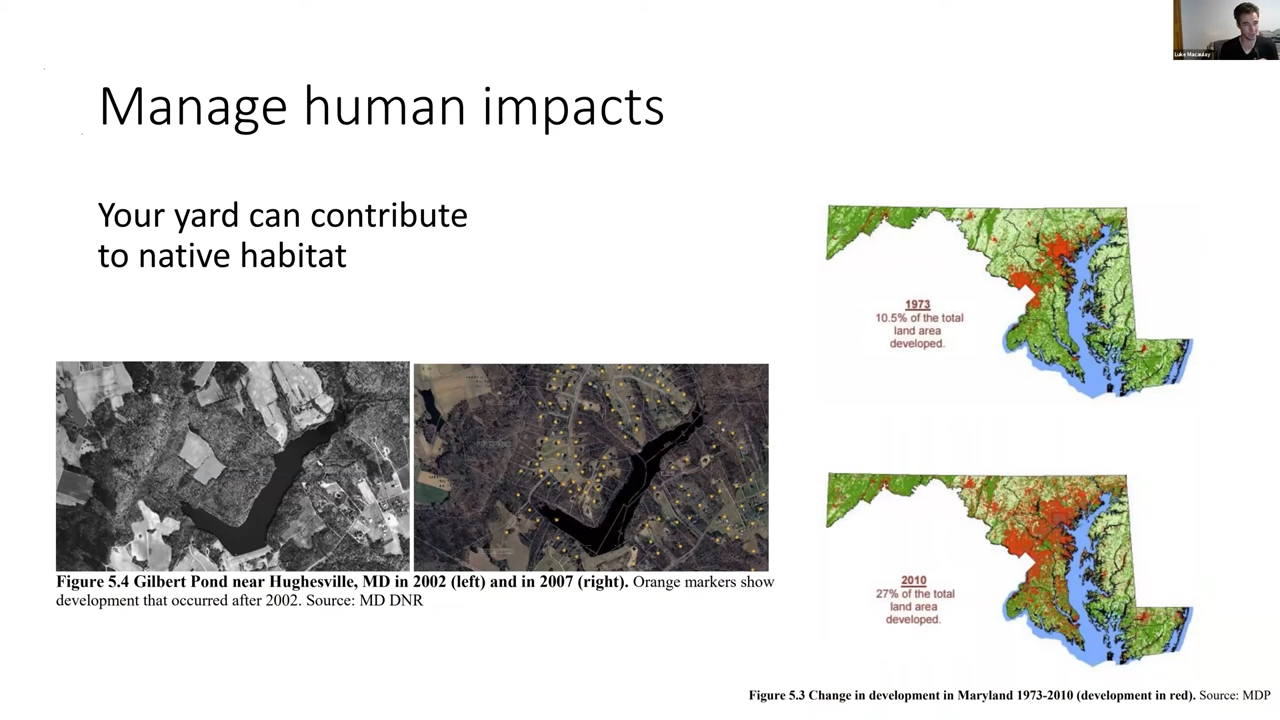 Luke Macaulay
Manage human impacts
Your yard can contribute
to native habitat
1973
10.5% of the total
land area
developed.
Figure 5.4 Gilbert Pond near Hughesville, MD in 2002 (left) and in 2007 (right). Orange markers show
development that occurred after 2002. Source: MD DNR
2010
27% of the total
land area
developed.
Figure 5.3 Change in development in Maryland 1973-2010 (development in red). Source: MDP